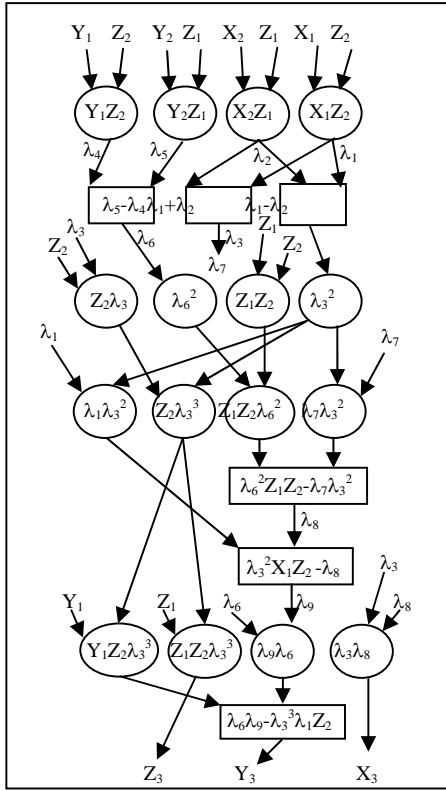 Y₁ Z₂ Y₂ Z₁ X₂ Z₁ X₁ Z₂
Y₁Z₂ Y₂Z₁ X₂Z₁ X₁Z₂
λ₄ λ₅ λ₂ λ₁
λ₅-λ₄ λ₁+λ₂ λ₁-λ₂
λ₃ λ₆ λ₃ Z₁
Z₂ λ₇ Z₂
Z₂λ₃ λ₆² Z₁Z₂ λ₃²
λ₁ λ₇
λ₁λ₃² Z₂λ₃³ Z₁Z₂λ₆² λ₇λ₃²
λ₆²Z₁Z₂-λ₇λ₃²
λ₈
λ₃²X₁Z₂-λ₈
λ₃
Y₁ Z₁ λ₆ λ₉ λ₈
Y₁Z₂λ₃³ Z₁Z₂λ₃³ λ₉λ₆ λ₃λ₈
λ₆λ₉-λ₃³λ₁Z₂
Z₃ Y₃ X₃